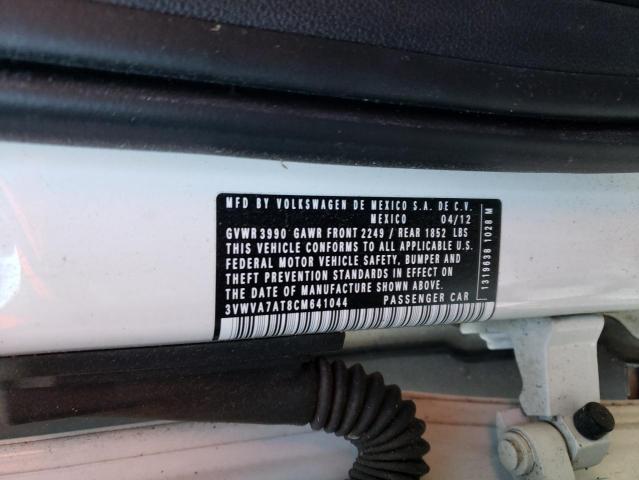 MFD BY VOLKSWAGEN DE MEXICO S.A. DE C.V.
MEXICO 04/12
GVWR 3990 GAWR FRONT 2249 / REAR 1852 LBS
THIS VEHICLE CONFORMS TO ALL APPLICABLE U.S.
FEDERAL MOTOR VEHICLE SAFETY, BUMPER AND
THEFT PREVENTION STANDARDS IN EFFECT ON
THE DATE OF MANUFACTURE SHOWN ABOVE.
3VWVA7AT8CM641044 PASSENGER CAR
1319638 1028 M